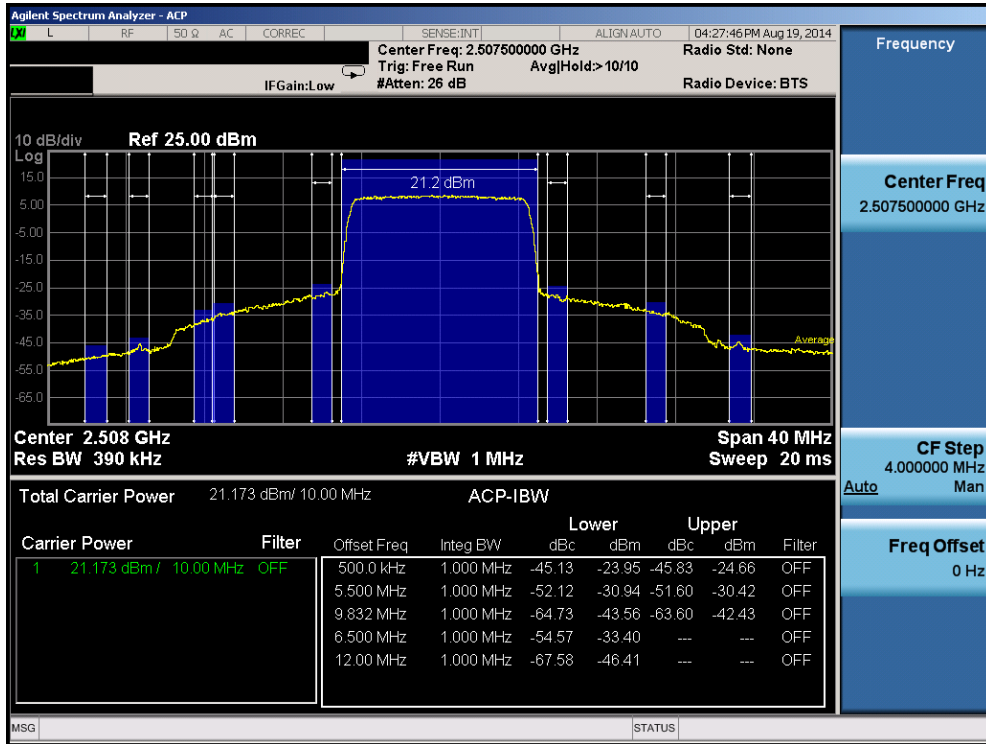 Agilent Spectrum Analyzer - ACP
LXI L RF 50 Ω AC CORREC SENSE:INT ALIGN AUTO 04:27:46 PM Aug 19, 2014
Center Freq: 2.507500000 GHz Radio Std: None
Trig: Free Run Avg|Hold:>10/10
IFGain:Low #Atten: 26 dB Radio Device: BTS
10 dB/div Ref 25.00 dBm
Log
15.0
5.00
-5.00
-15.0
-25.0
-35.0
-45.0
-55.0
-65.0
21.2 dBm
Average
Center 2.508 GHz Span 40 MHz
Res BW 390 kHz #VBW 1 MHz Sweep 20 ms
Total Carrier Power 21.173 dBm/ 10.00 MHz ACP-IBW
Lower Upper
Carrier Power Filter Offset Freq Integ BW dBc dBm dBc dBm Filter
1 21.173 dBm / 10.00 MHz OFF 500.0 kHz 1.000 MHz -45.13 -23.95 -45.83 -24.66 OFF
5.500 MHz 1.000 MHz -52.12 -30.94 -51.60 -30.42 OFF
9.832 MHz 1.000 MHz -64.73 -43.56 -63.60 -42.43 OFF
6.500 MHz 1.000 MHz -54.57 -33.40 --- --- OFF
12.00 MHz 1.000 MHz -67.58 -46.41 --- --- OFF
MSG STATUS
Frequency
Center Freq
2.507500000 GHz
CF Step
4.000000 MHz
Auto Man
Freq Offset
0 Hz